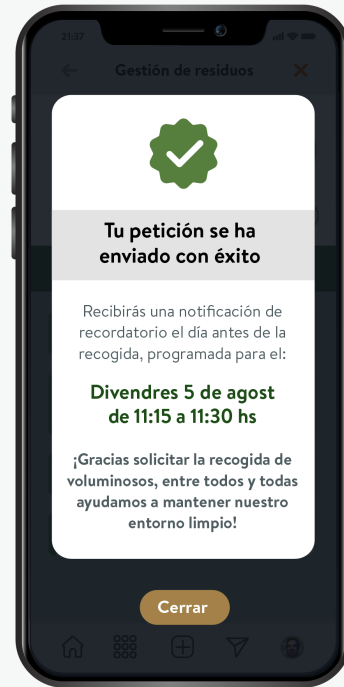 21:37
Gestión de residuos
Tu petición se ha
enviado con éxito
Recibirás una notificación de
recordatorio el día antes de la
recogida, programada para el:
Divendres 5 de agost
de 11:15 a 11:30 hs
¡Gracias solicitar la recogida de
voluminosos, entre todos y todas
ayudamos a mantener nuestro
entorno limpio!
Cerrar